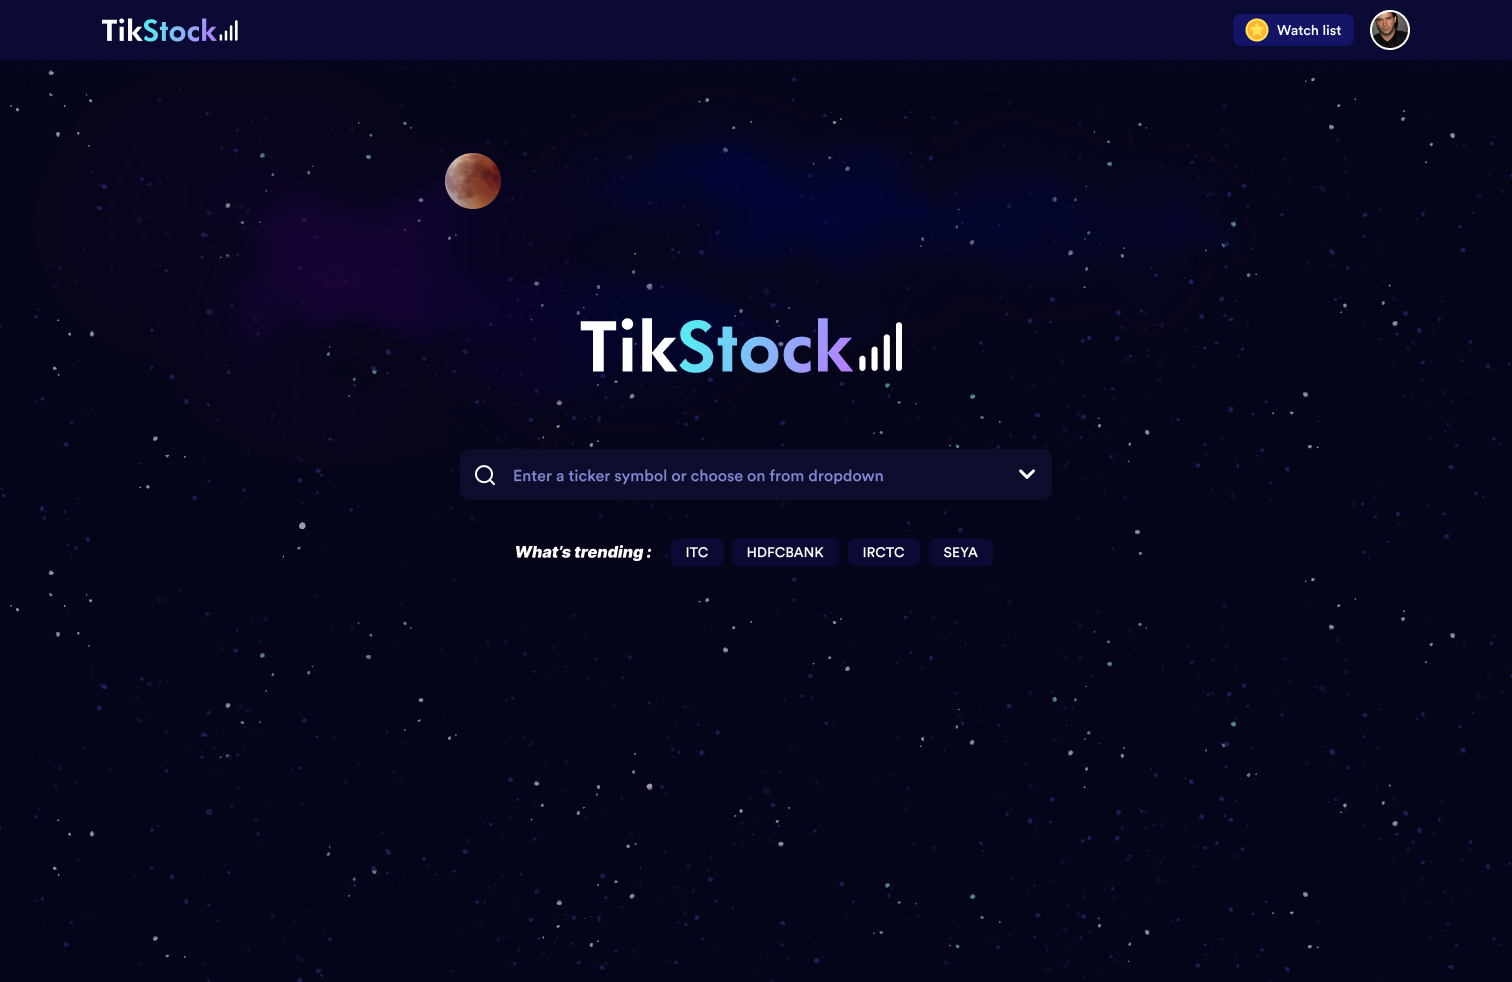 TikStock
Watch list
TikStock
Enter a ticker symbol or choose on from dropdown
What's trending : ITC HDFCBANK IRCTC SEYA